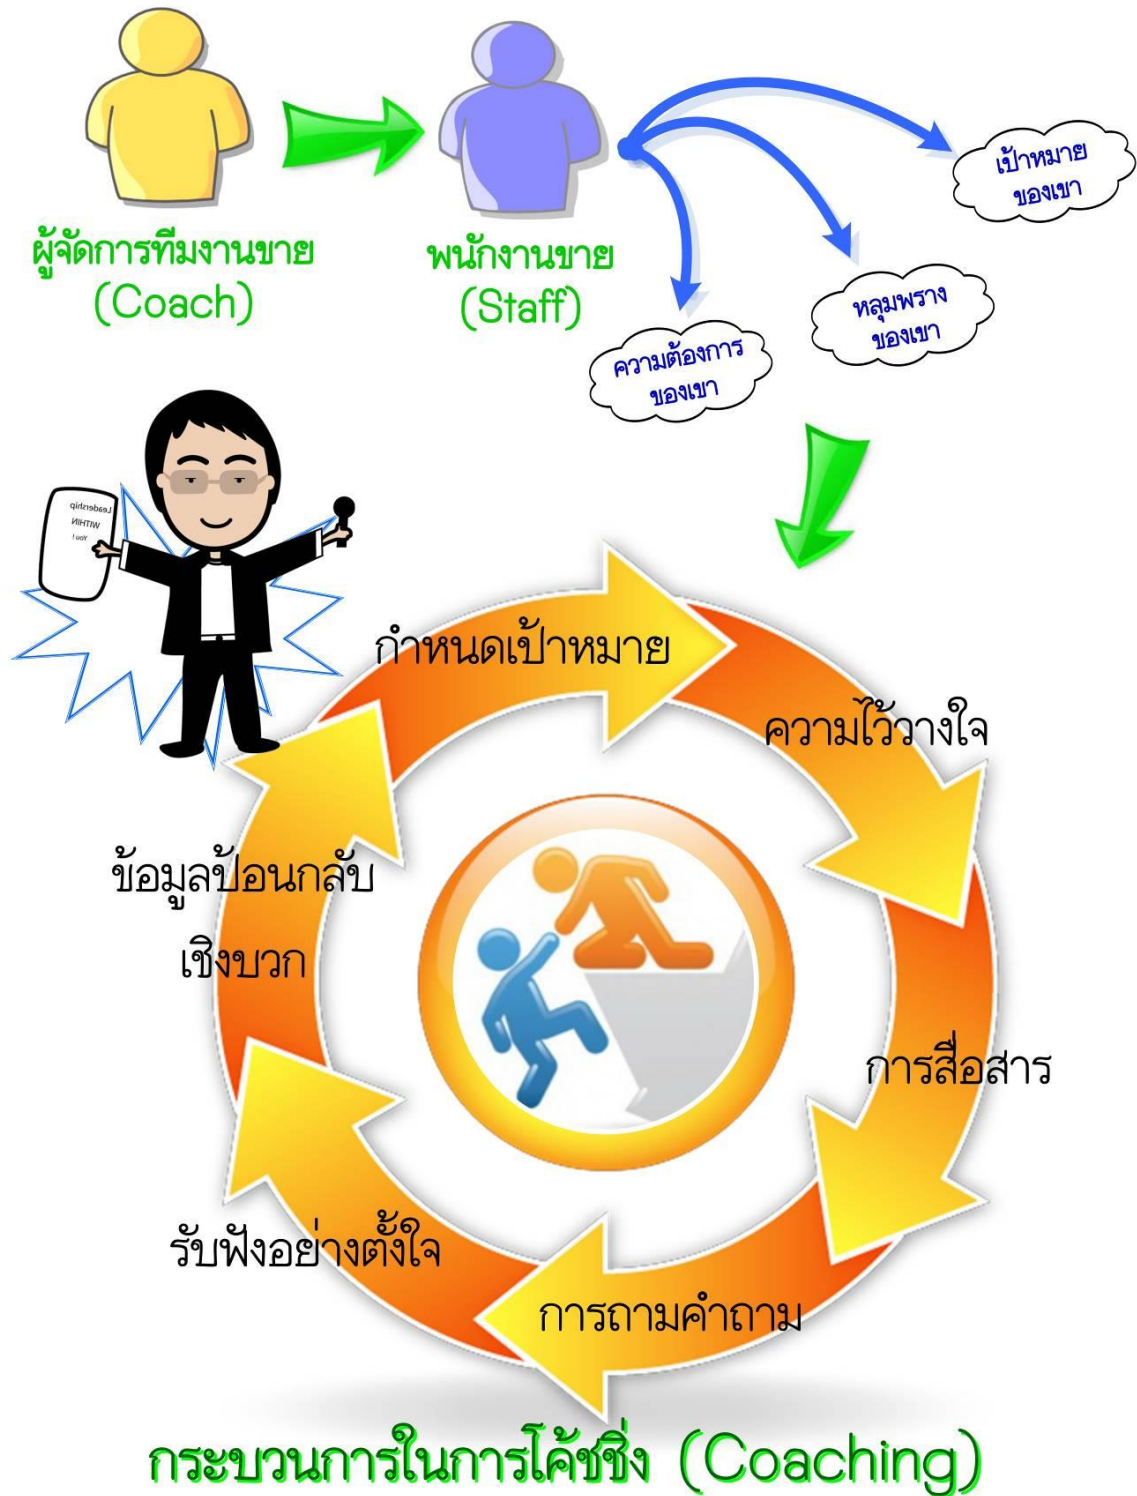 ผู้จัดการทีมงานขาย
(Coach)
พนักงานขาย
(Staff)
เป้าหมาย
ของเขา
หลุมพราง
ของเขา
ความต้องการ
ของเขา
Leadership
WITHIN
You !
กำหนดเป้าหมาย
ความไว้วางใจ
การสื่อสาร
การถามคำถาม
รับฟังอย่างตั้งใจ
ข้อมูลป้อนกลับ
เชิงบวก
กระบวนการในการโค้ชชิ่ง (Coaching)